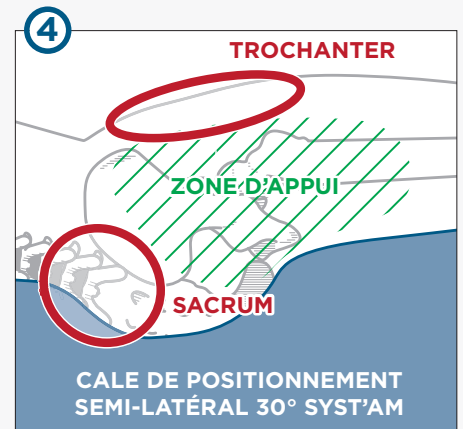 4
TROCHANTER
ZONE D'APPUI
SACRUM
CALE DE POSITIONNEMENT
SEMI-LATÉRAL 30° SYST'AM